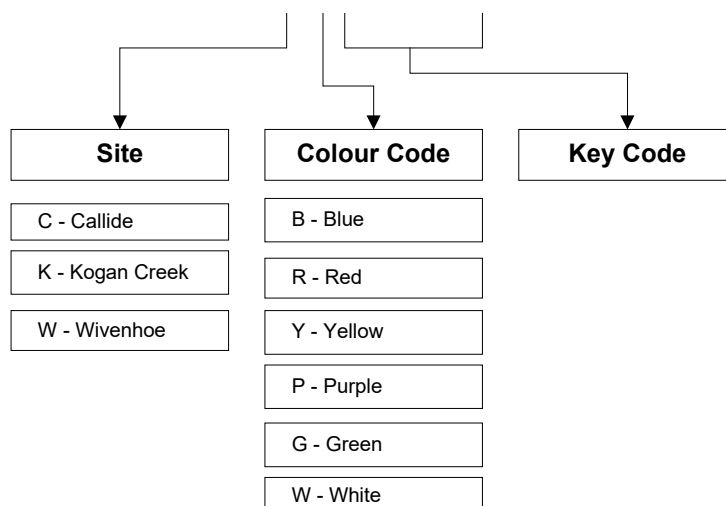 Site
Colour Code
Key Code
C - Callide
K - Kogan Creek
W - Wivenhoe
B - Blue
R - Red
Y - Yellow
P - Purple
G - Green
W - White